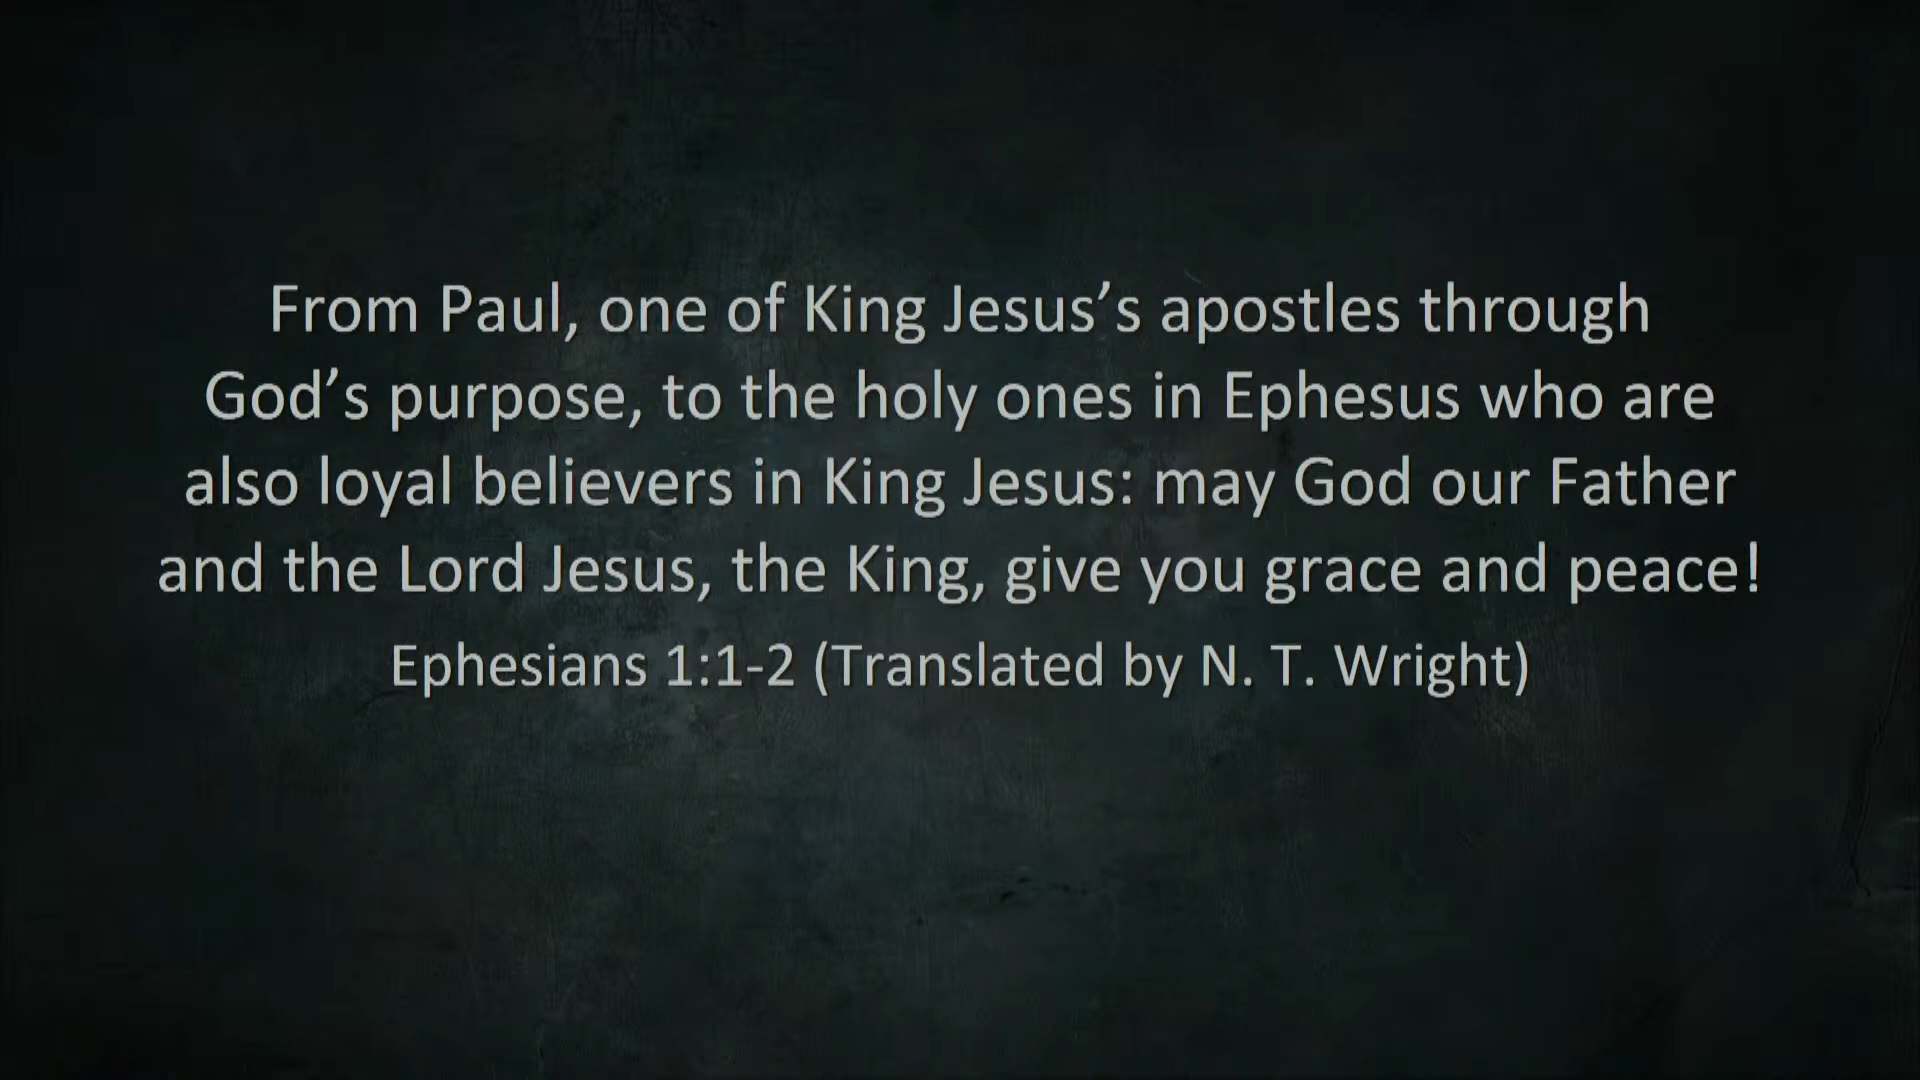 From Paul, one of King Jesus’s apostles through
God’s purpose, to the holy ones in Ephesus who are
also loyal believers in King Jesus: may God our Father
and the Lord Jesus, the King, give you grace and peace!
Ephesians 1:1-2 (Translated by N. T. Wright)